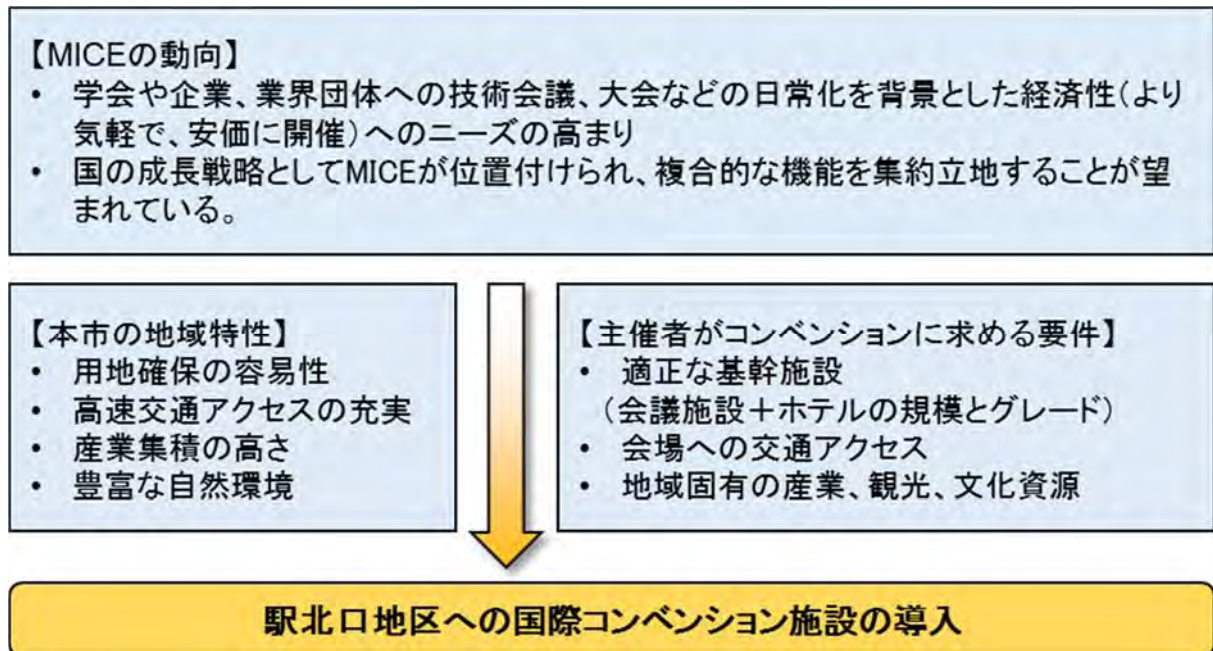 【MICEの動向】
• 学会や企業、業界団体への技術会議、大会などの日常化を背景とした経済性(より
気軽で、安価に開催)へのニーズの高まり
• 国の成長戦略としてMICEが位置付けられ、複合的な機能を集約立地することが望
まれている。
【本市の地域特性】
• 用地確保の容易性
• 高速交通アクセスの充実
• 産業集積の高さ
• 豊富な自然環境
【主催者がコンベンションに求める要件】
• 適正な基幹施設
(会議施設+ホテルの規模とグレード)
• 会場への交通アクセス
• 地域固有の産業、観光、文化資源
駅北口地区への国際コンベンション施設の導入